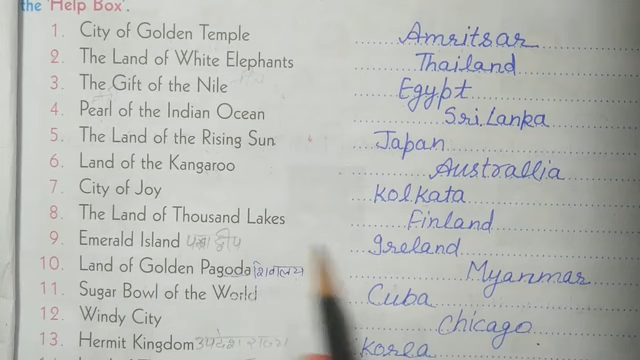 the 'Help Box'.
1. City of Golden Temple Amritsar
2. The Land of White Elephants Thailand
3. The Gift of the Nile Egypt
4. Pearl of the Indian Ocean Sri Lanka
5. The Land of the Rising Sun Japan
6. Land of the Kangaroo Australlia
7. City of Joy Kolkata
8. The Land of Thousand Lakes Finland
9. Emerald Island पन्ना द्वीप Ireland
10. Land of Golden Pagoda Myanmar
11. Sugar Bowl of the World Cuba
12. Windy City Chicago
13. Hermit Kingdom Korea